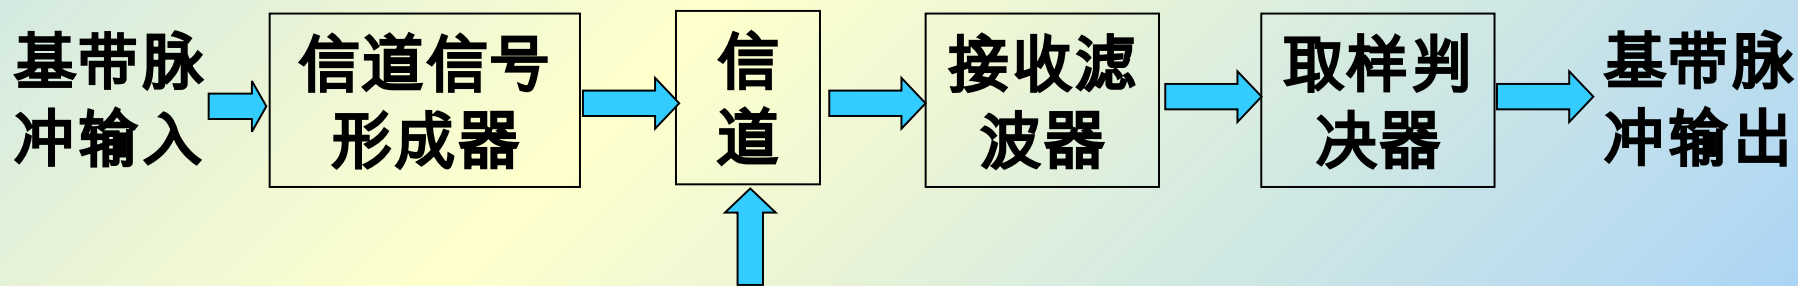 基带脉
冲输入
信道信号
形成器
信
道
接收滤
波器
取样判
决器
基带脉
冲输出